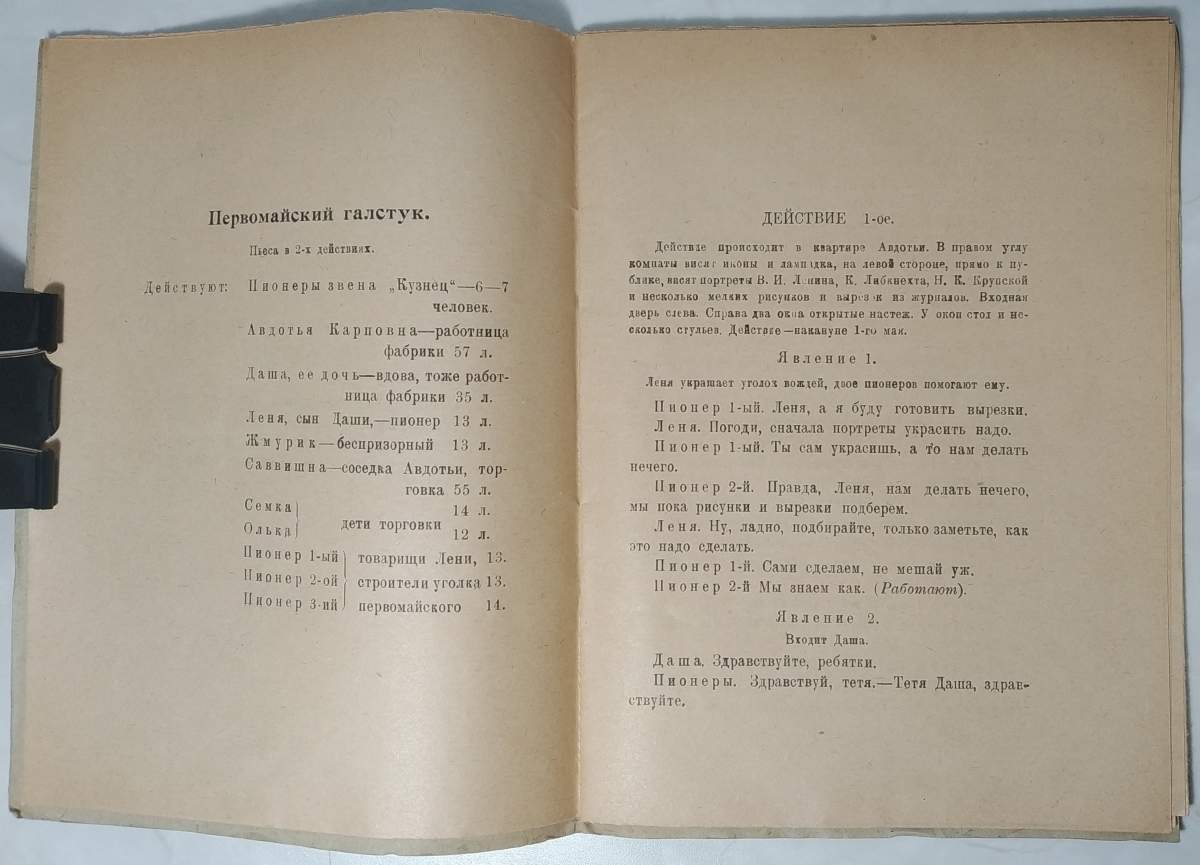 Первомайский галстук.
Пьеса в 2-х действиях.
Действуют: Пионеры звена „Кузнец“—6—7
человек.
Авдотья Карповна—работница
фабрики 57 л.
Даша, ее дочь—вдова, тоже работ-
ница фабрики 35 л.
Леня, сын Даши,—пионер 13 л.
Жмурик—беспризорный 13 л.
Саввишна—соседка Авдотьи, тор-
говка 55 л.
Семка 14 л.
Олька дети торговки 12 л.
Пионер 1-ый товарищи Лени, 13.
Пионер 2-ой строители уголка 13.
Пионер 3-ий первомайского 14.
ДЕЙСТВИЕ 1-ое.
Действие происходит в квартире Авдотьи. В правом углу
комнаты висят иконы и лампадка, на левой стороне, прямо к пу-
блике, висят портреты В. И. Ленина, К. Либкнехта, Н. К. Крупской
и несколько мелких рисунков и вырезок из журналов. Входная
дверь слева. Справа два окна открытые настеж. У окон стол и не-
сколько стульев. Действие—накануне 1-го мая.
Явление 1.
Леня украшает уголок вождей, двое пионеров помогают ему.
Пионер 1-ый. Леня, а я буду готовить вырезки.
Леня. Погоди, сначала портреты украсить надо.
Пионер 1-ый. Ты сам украсишь, а то нам делать
нечего.
Пионер 2-й. Правда, Леня, нам делать нечего,
мы пока рисунки и вырезки подберем.
Леня. Ну, ладно, подбирайте, только заметьте, как
это надо сделать.
Пионер 1-й. Сами сделаем, не мешай уж.
Пионер 2-й Мы знаем как. (Работают).
Явление 2.
Входит Даша.
Даша. Здравствуйте, ребятки.
Пионеры. Здравствуй, тетя.—Тетя Даша, здрав-
ствуйте.